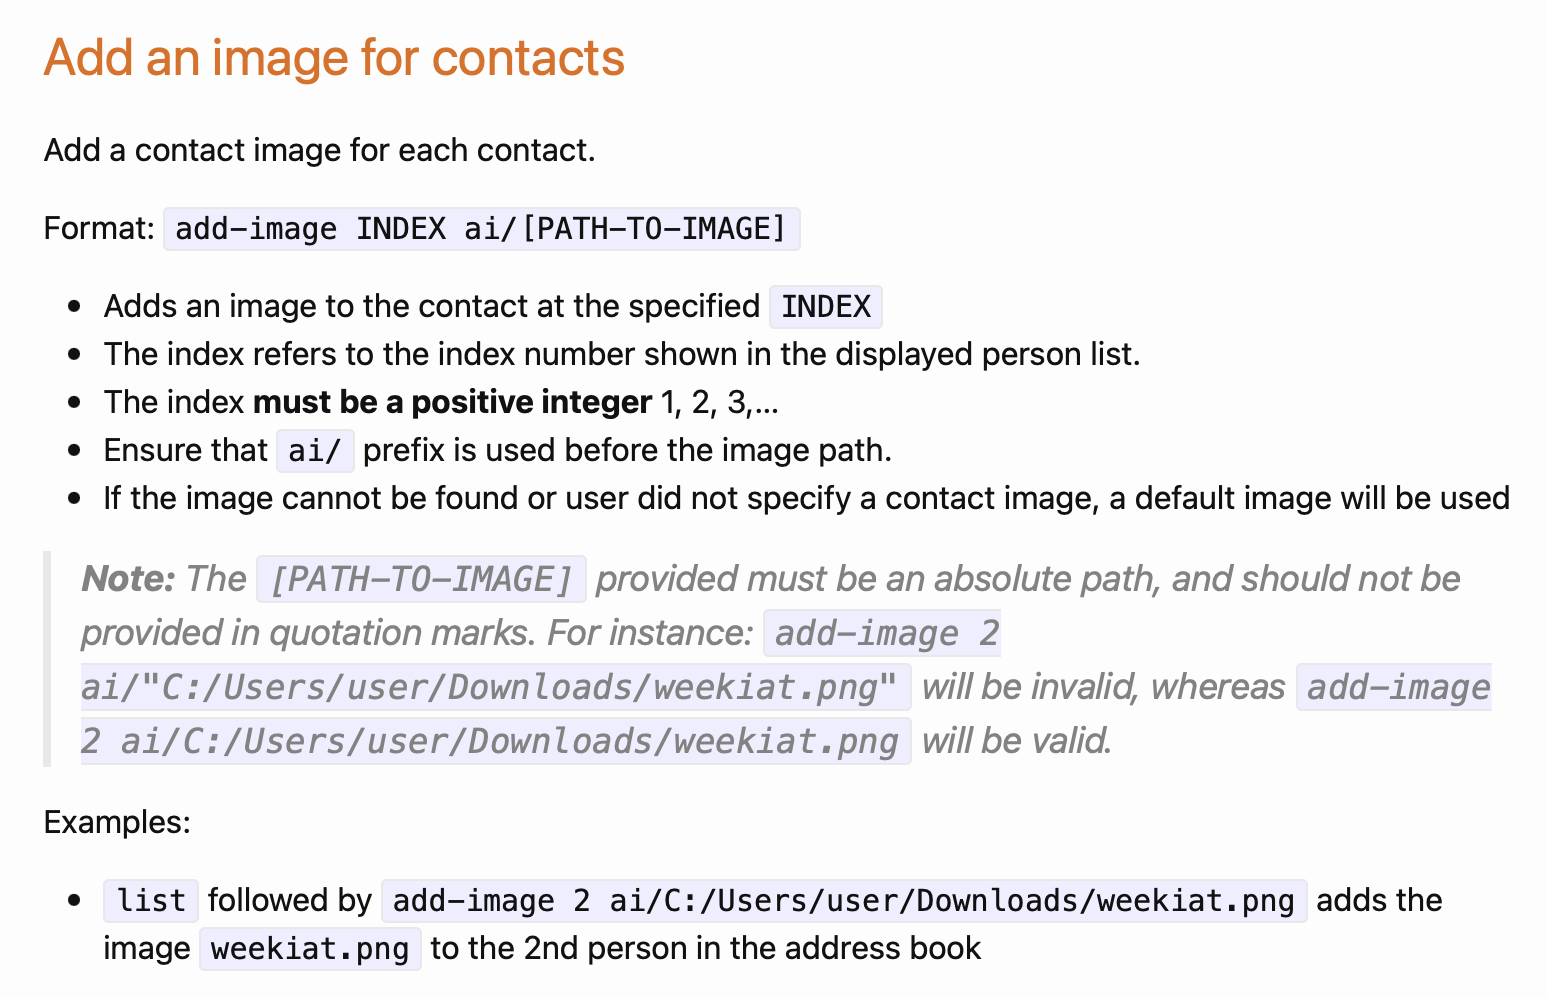 Add an image for contacts
Add a contact image for each contact.
Format: add-image INDEX ai/[PATH-TO-IMAGE]
• Adds an image to the contact at the specified INDEX
• The index refers to the index number shown in the displayed person list.
• The index must be a positive integer 1, 2, 3,...
• Ensure that ai/ prefix is used before the image path.
• If the image cannot be found or user did not specify a contact image, a default image will be used
Note: The [PATH-TO-IMAGE] provided must be an absolute path, and should not be
provided in quotation marks. For instance: add-image 2
ai/"C:/Users/user/Downloads/weekiat.png" will be invalid, whereas add-image
2 ai/C:/Users/user/Downloads/weekiat.png will be valid.
Examples:
• list followed by add-image 2 ai/C:/Users/user/Downloads/weekiat.png adds the
image weekiat.png to the 2nd person in the address book